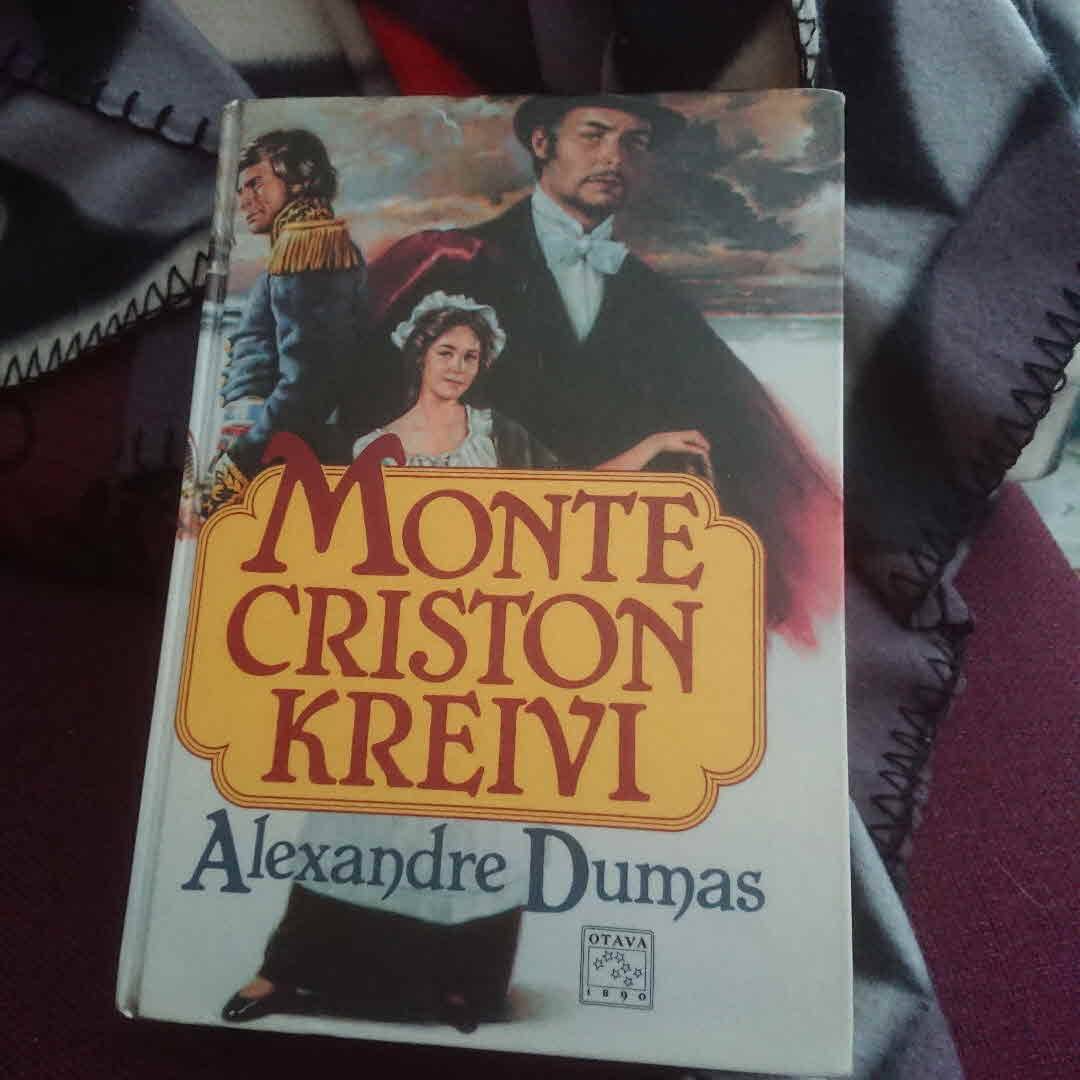 MONTE
CRISTON
KREIVI
Alexandre Dumas
OTAVA
1890